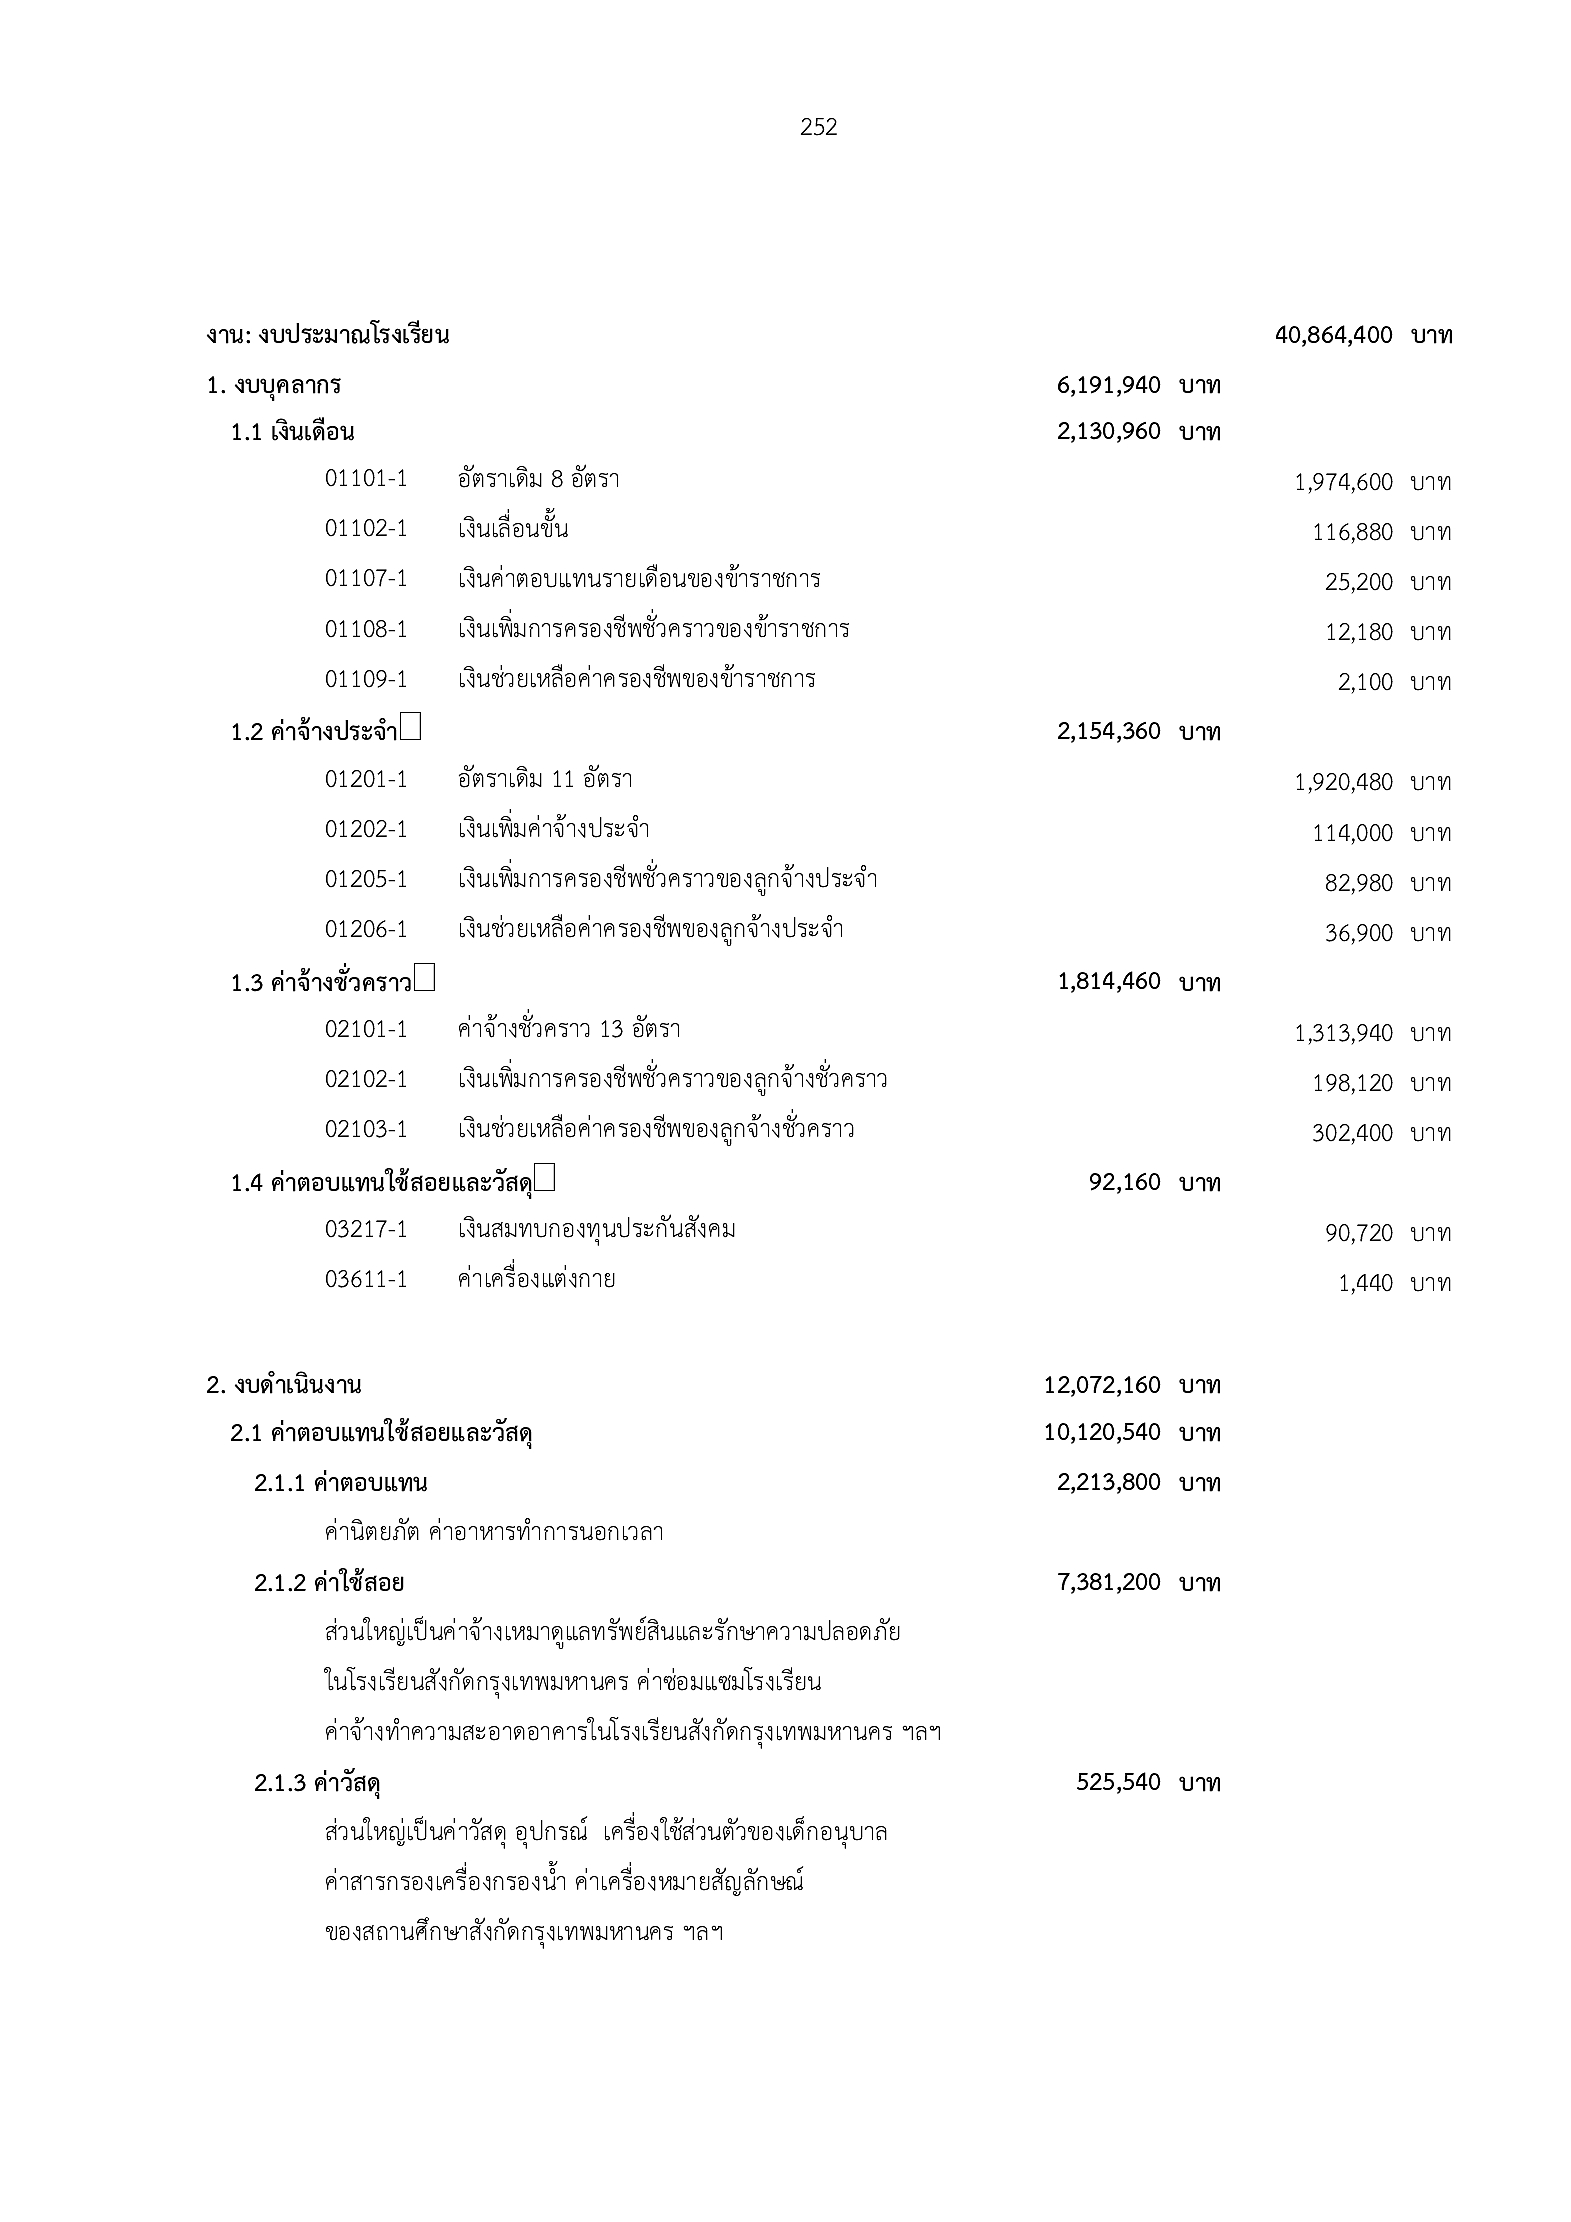 252
งาน: งบประมาณโรงเรียน 40,864,400 บาท
1. งบบุคลากร 6,191,940 บาท
1.1 เงินเดือน 2,130,960 บาท
01101-1 อัตราเดิม 8 อัตรา 1,974,600 บาท
01102-1 เงินเลื่อนขั้น 116,880 บาท
01107-1 เงินค่าตอบแทนรายเดือนของข้าราชการ 25,200 บาท
01108-1 เงินเพิ่มการครองชีพชั่วคราวของข้าราชการ 12,180 บาท
01109-1 เงินช่วยเหลือค่าครองชีพของข้าราชการ 2,100 บาท
1.2 ค่าจ้างประจำ 2,154,360 บาท
01201-1 อัตราเดิม 11 อัตรา 1,920,480 บาท
01202-1 เงินเพิ่มค่าจ้างประจำ 114,000 บาท
01205-1 เงินเพิ่มการครองชีพชั่วคราวของลูกจ้างประจำ 82,980 บาท
01206-1 เงินช่วยเหลือค่าครองชีพของลูกจ้างประจำ 36,900 บาท
1.3 ค่าจ้างชั่วคราว 1,814,460 บาท
02101-1 ค่าจ้างชั่วคราว 13 อัตรา 1,313,940 บาท
02102-1 เงินเพิ่มการครองชีพชั่วคราวของลูกจ้างชั่วคราว 198,120 บาท
02103-1 เงินช่วยเหลือค่าครองชีพของลูกจ้างชั่วคราว 302,400 บาท
1.4 ค่าตอบแทนใช้สอยและวัสดุ 92,160 บาท
03217-1 เงินสมทบกองทุนประกันสังคม 90,720 บาท
03611-1 ค่าเครื่องแต่งกาย 1,440 บาท
2. งบดำเนินงาน 12,072,160 บาท
2.1 ค่าตอบแทนใช้สอยและวัสดุ 10,120,540 บาท
2.1.1 ค่าตอบแทน 2,213,800 บาท
ค่านิตยภัต ค่าอาหารทำการนอกเวลา
2.1.2 ค่าใช้สอย 7,381,200 บาท
ส่วนใหญ่เป็นค่าจ้างเหมาดูแลทรัพย์สินและรักษาความปลอดภัย
ในโรงเรียนสังกัดกรุงเทพมหานคร ค่าซ่อมแซมโรงเรียน
ค่าจ้างทำความสะอาดอาคารในโรงเรียนสังกัดกรุงเทพมหานคร ฯลฯ
2.1.3 ค่าวัสดุ 525,540 บาท
ส่วนใหญ่เป็นค่าวัสดุ อุปกรณ์ เครื่องใช้ส่วนตัวของเด็กอนุบาล
ค่าสารกรองเครื่องกรองน้ำ ค่าเครื่องหมายสัญลักษณ์
ของสถานศึกษาสังกัดกรุงเทพมหานคร ฯลฯ